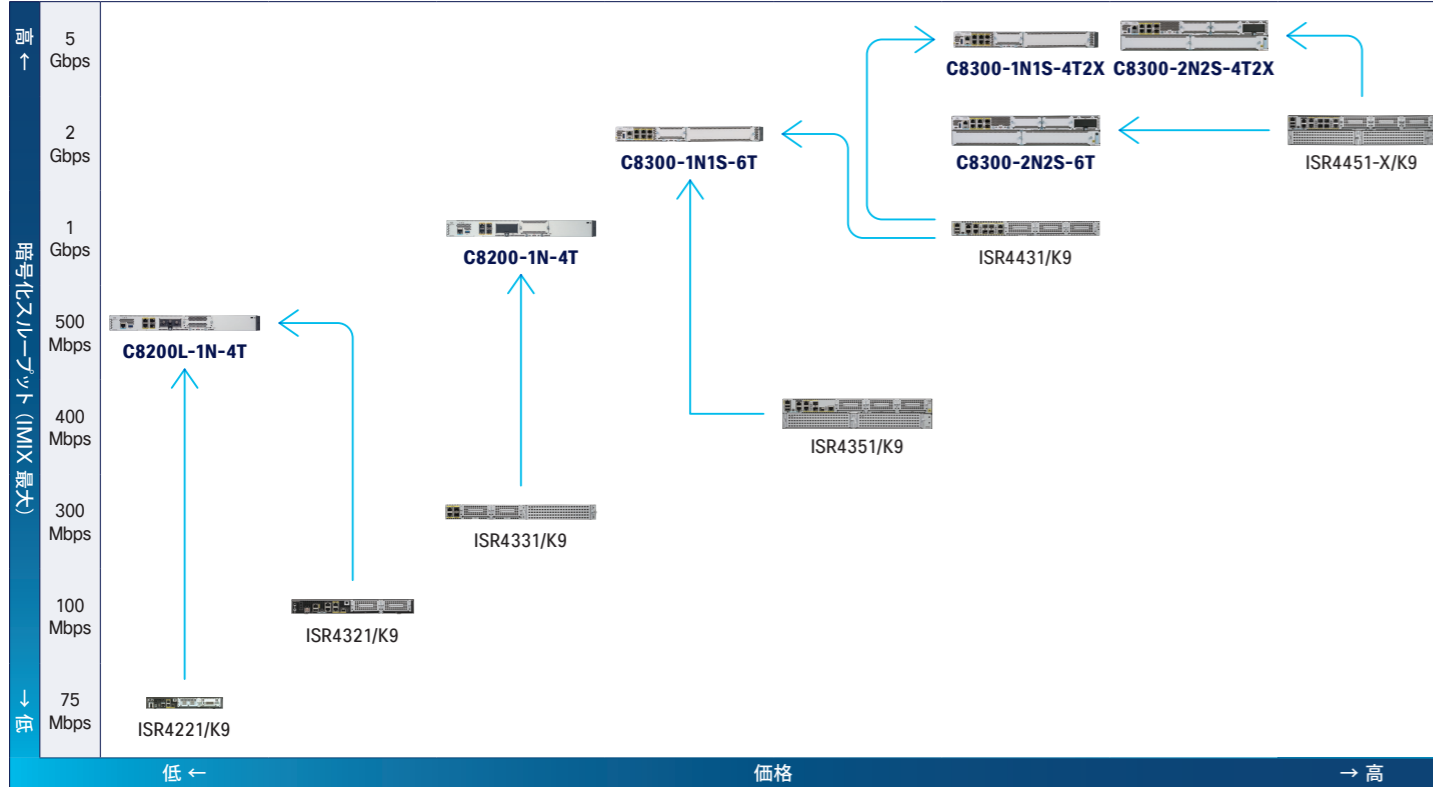 高 ←
暗号化スループット (IMIX 最大)
→ 低
5
Gbps
2
Gbps
1
Gbps
500
Mbps
400
Mbps
300
Mbps
100
Mbps
75
Mbps
C8300-1N1S-4T2X
C8300-2N2S-4T2X
C8300-1N1S-6T
C8300-2N2S-6T
ISR4451-X/K9
C8200-1N-4T
ISR4431/K9
C8200L-1N-4T
ISR4351/K9
ISR4331/K9
ISR4321/K9
ISR4221/K9
低 ←
価格
→ 高